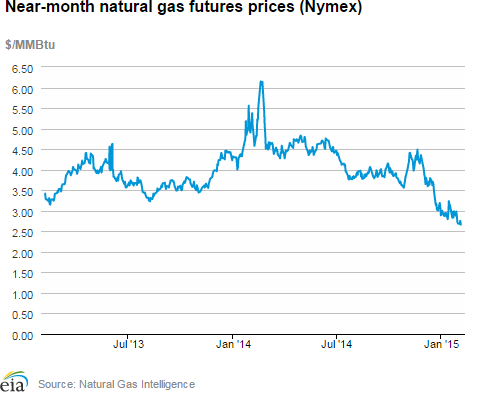 Near-month natural gas futures prices (Nymex)
$/MMBtu
6.50
6.00
5.50
5.00
4.50
4.00
3.50
3.00
2.50
2.00
1.50
1.00
0.50
0.00
Jul '13
Jan '14
Jul '14
Jan '15
eia
Source: Natural Gas Intelligence